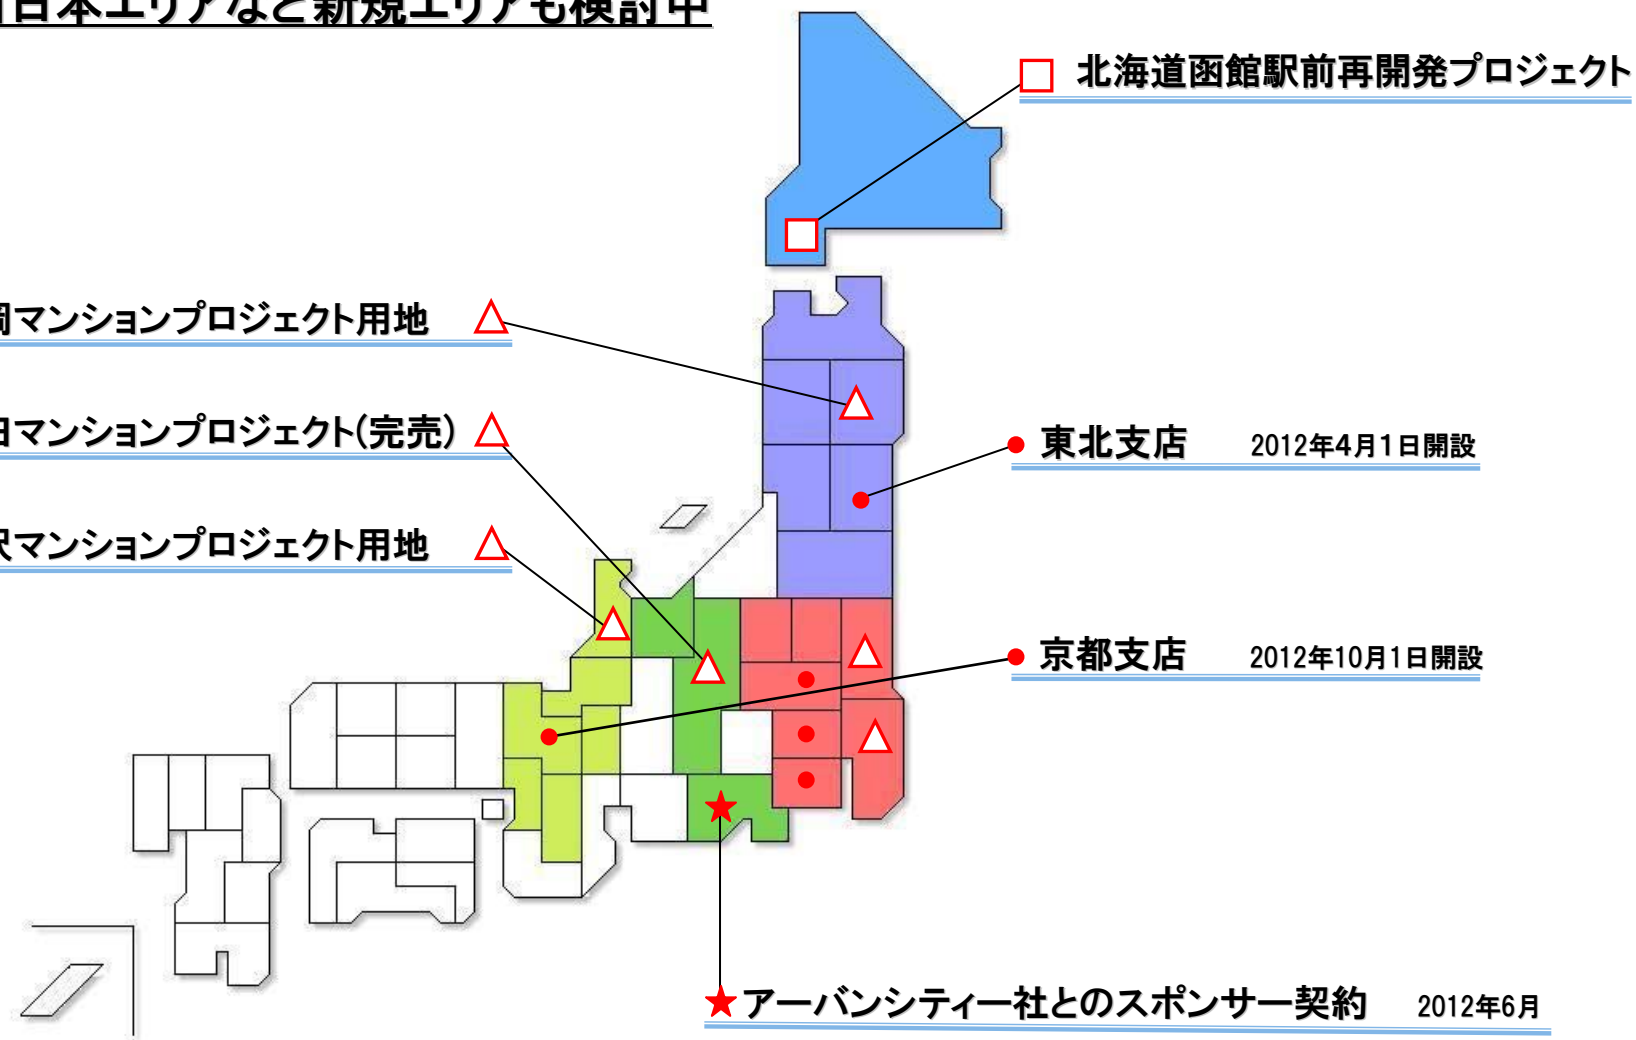 日本エリアなど新規エリアも検討中
北海道函館駅前再開発プロジェクト
マンションプロジェクト用地
マンションプロジェクト(完売)
東北支店 2012年4月1日開設
マンションプロジェクト用地
京都支店 2012年10月1日開設
アーバンシティー社とのスポンサー契約 2012年6月